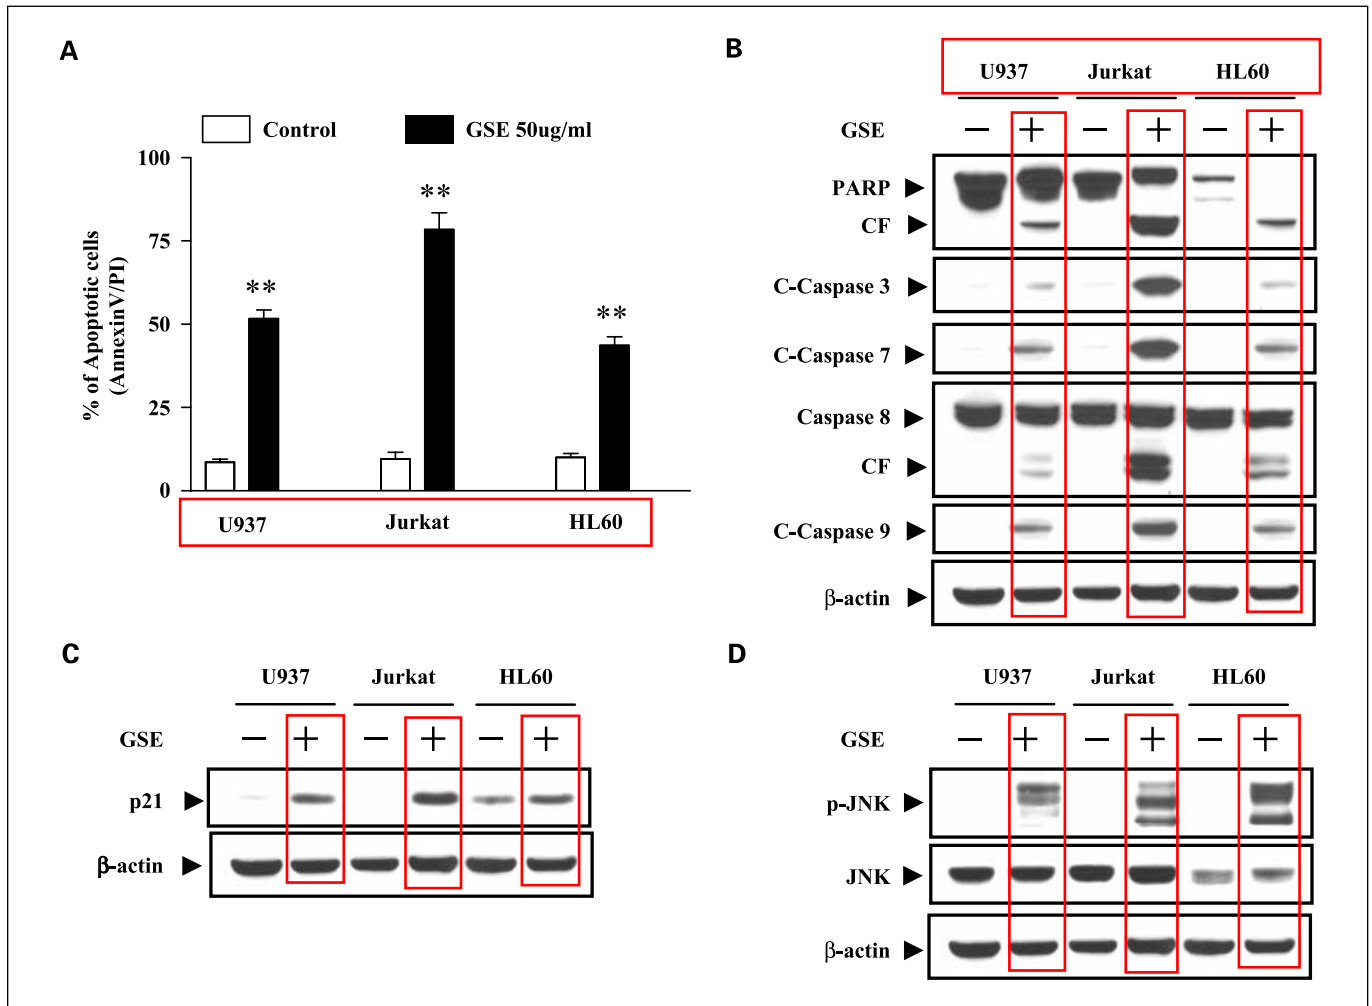 A
Control
GSE 50ug/ml
100
75
50
25
0
% of Apoptotic cells
(Annexin V/PI)
**
**
**
U937 Jurkat HL60
B
U937 Jurkat HL60
GSE − + − + − +
PARP
CF
C-Caspase 3
C-Caspase 7
Caspase 8
CF
C-Caspase 9
β-actin
C
U937 Jurkat HL60
GSE − + − + − +
p21
β-actin
D
U937 Jurkat HL60
GSE − + − + − +
p-JNK
JNK
β-actin